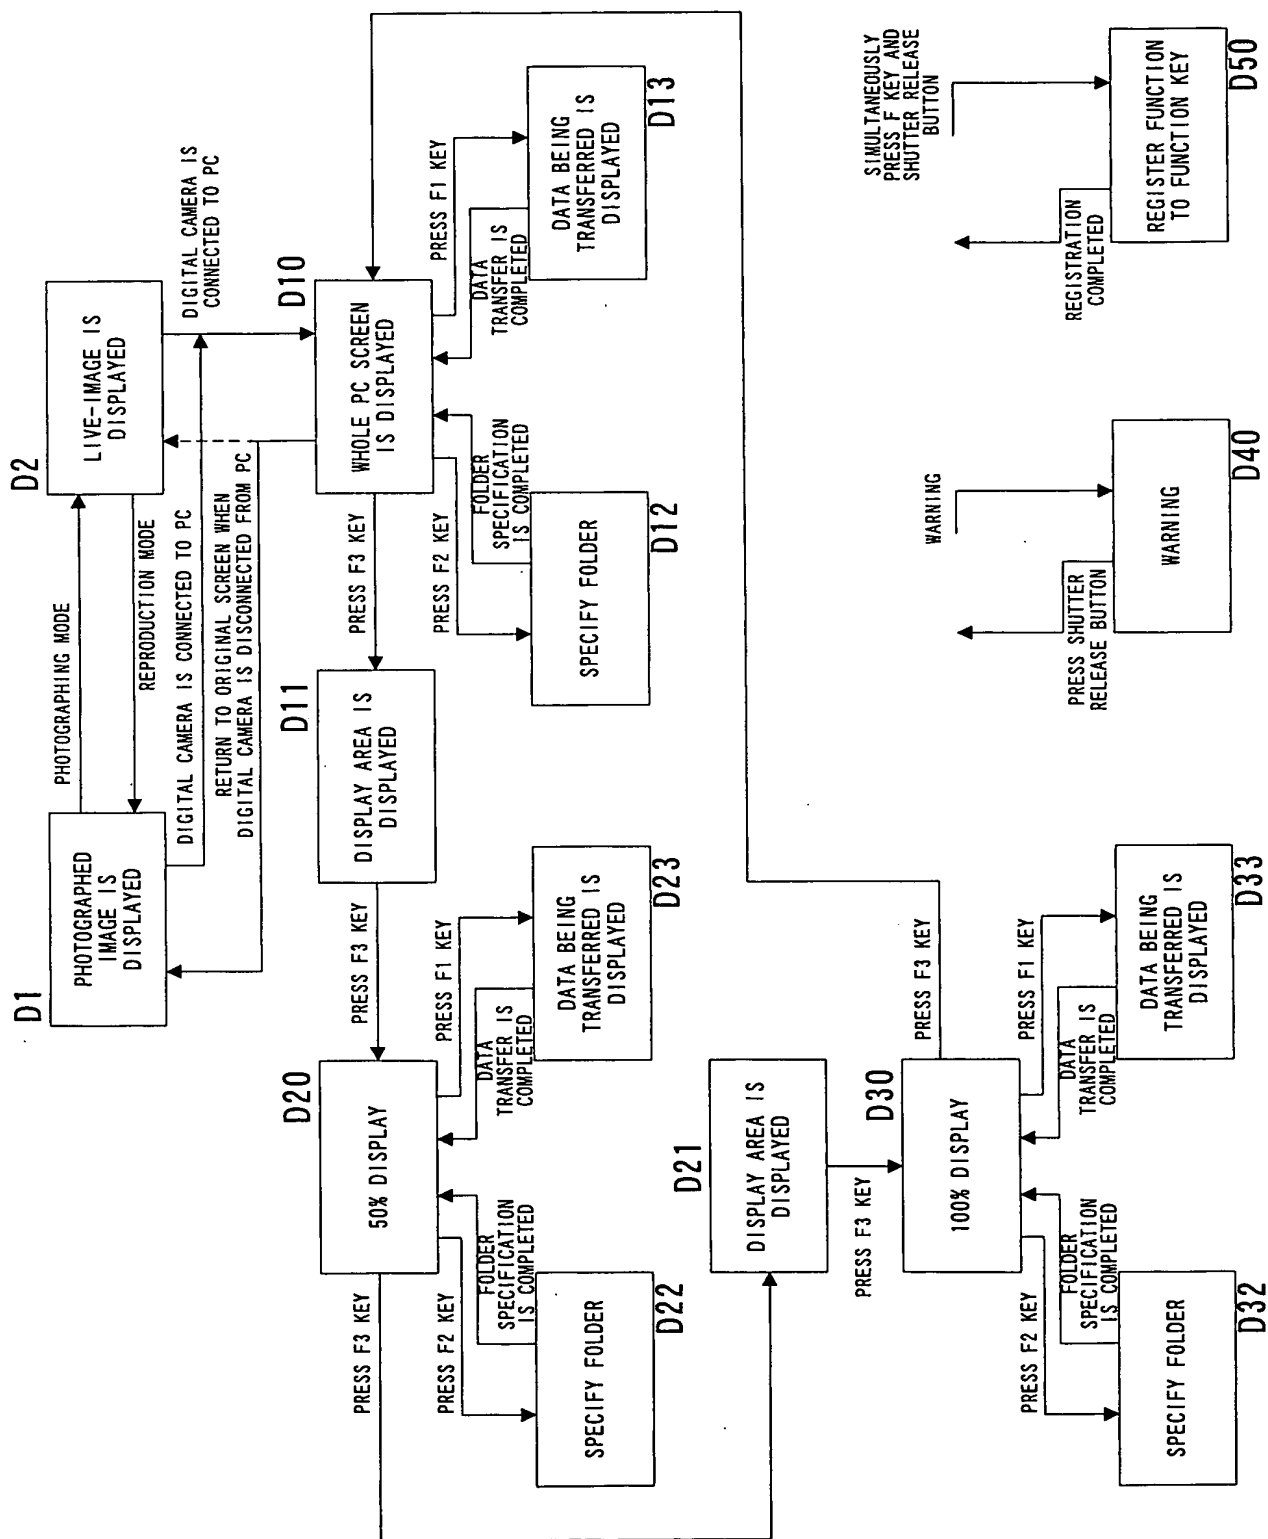 D1
PHOTOGRAPHED
IMAGE IS
DISPLAYED
PHOTOGRAPHING MODE
REPRODUCTION MODE
D2
LIVE-IMAGE IS
DISPLAYED
DIGITAL CAMERA IS CONNECTED TO PC
RETURN TO ORIGINAL SCREEN WHEN
DIGITAL CAMERA IS DISCONNECTED FROM PC
DIGITAL CAMERA IS
CONNECTED TO PC
D20
50% DISPLAY
PRESS F3 KEY
D11
DISPLAY AREA IS
DISPLAYED
PRESS F3 KEY
D10
WHOLE PC SCREEN
IS DISPLAYED
PRESS F3 KEY
PRESS F2 KEY
FOLDER
SPECIFICATION
IS COMPLETED
DATA
TRANSFER IS
COMPLETED
PRESS F1 KEY
SPECIFY FOLDER
D22
DATA BEING
TRANSFERRED IS
DISPLAYED
D23
PRESS F2 KEY
FOLDER
SPECIFICATION
IS COMPLETED
DATA
TRANSFER IS
COMPLETED
PRESS F1 KEY
SPECIFY FOLDER
D12
DATA BEING
TRANSFERRED IS
DISPLAYED
D13
D21
DISPLAY AREA IS
DISPLAYED
PRESS F3 KEY
D30
100% DISPLAY
PRESS F3 KEY
PRESS F2 KEY
FOLDER
SPECIFICATION
IS COMPLETED
DATA
TRANSFER IS
COMPLETED
PRESS F1 KEY
SPECIFY FOLDER
D32
DATA BEING
TRANSFERRED IS
DISPLAYED
D33
WARNING
PRESS SHUTTER
RELEASE BUTTON
WARNING
D40
SIMULTANEOUSLY
PRESS F KEY AND
SHUTTER RELEASE
BUTTON
REGISTRATION
COMPLETED
REGISTER FUNCTION
TO FUNCTION KEY
D50